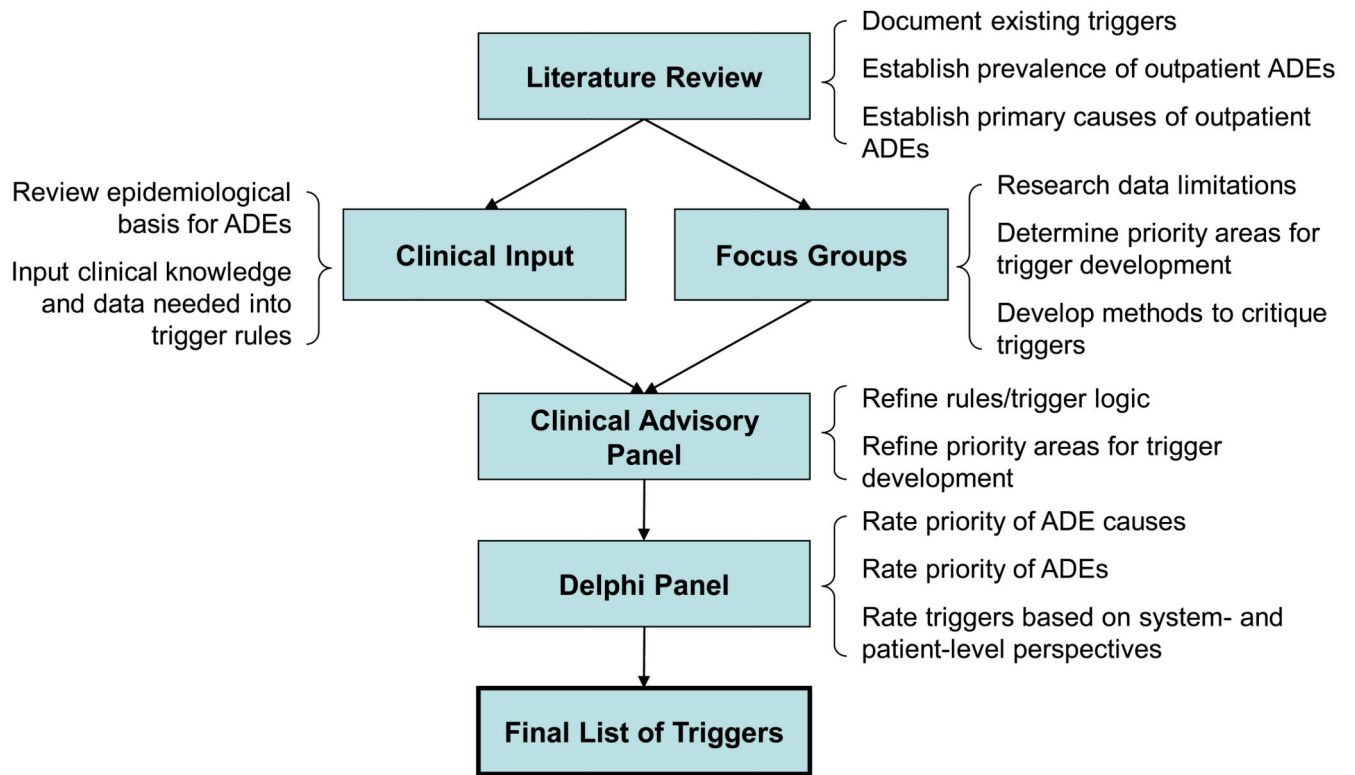 Literature Review
Document existing triggers
Establish prevalence of outpatient ADEs
Establish primary causes of outpatient
ADEs
Review epidemiological
basis for ADEs
Input clinical knowledge
and data needed into
trigger rules
Clinical Input
Focus Groups
Research data limitations
Determine priority areas for
trigger development
Develop methods to critique
triggers
Clinical Advisory
Panel
Refine rules/trigger logic
Refine priority areas for trigger
development
Delphi Panel
Rate priority of ADE causes
Rate priority of ADEs
Rate triggers based on system- and
patient-level perspectives
Final List of Triggers